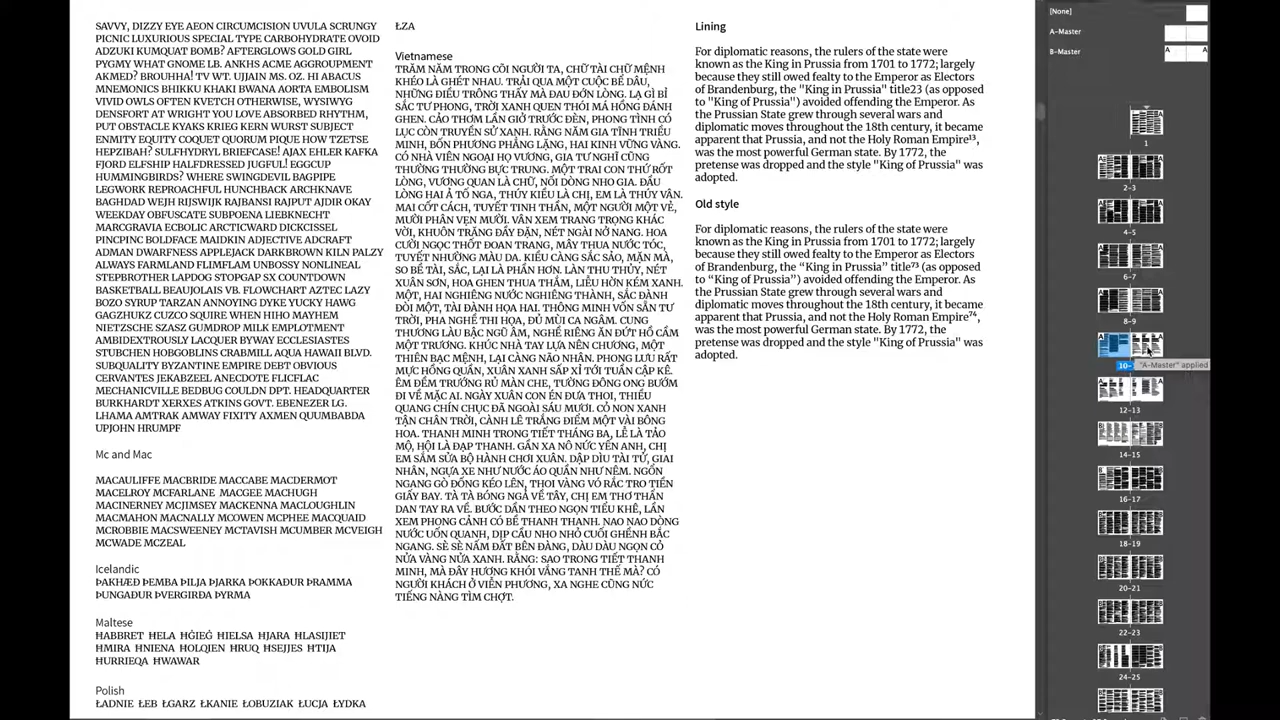 SAVVY, DIZZY EYE AEON CIRCUMCISION UVULA SCRUNGY
PICNIC LUXURIOUS SPECIAL TYPE CARBOHYDRATE OVOID
ADZUKI KUMQUAT BOMB? AFTERGLOWS GOLD GIRL
PYGMY WHAT GNOME LB. ANKHS ACME AGGROUPMENT
AKMED? BROUHHA! TV WT. UJJAIN MS. OZ. HI ABACUS
MNEMONICS BHIKKU KHAKI BWANA AORTA EMBOLISM
VIVID OWLS OFTEN KVETCH OTHERWISE, WYSIWYG
DENSFORT AT WRIGHT YOU LOVE ABSORBED RHYTHM,
PUT OBSTACLE KYAKS KRIEG KERN WURST SUBJECT
ENMITY EQUITY COQUET QUORUM PIQUE HOW TZETSE
HEPZIBAH? SULFHYDRYL BRIEFCASE! AJAX EHLER KAFKA
FJORD ELFSHIP HALFDRESSED JUGFUL! EGGCUP
HUMMINGBIRDS? WHERE SWINGDEVIL BAGPIPE
LEGWORK REPROACHFUL HUNCHBACK ARCHKNAVE
BAGHDAD WEJH RIJSWIJK RAJBANSI RAJPUT AJDIR OKAY
WEEKDAY OBFUSCATE SUBPOENA LIEBKNECHT
MARCGRAVIA ECBOLIC ARCTICWARD DICKCISSEL
PINCPINC BOLDFACE MAIDKIN ADJECTIVE ADCRAFT
ADMAN DWARFNESS APPLEJACK DARKBROWN KILN PALZY
ALWAYS FARMLAND FLIMFLAM UNBOSSY NONLINEAL
STEPBROTHER LAPDOG STOPGAP SX COUNTDOWN
BASKETBALL BEAUJOLAIS VB. FLOWCHART AZTEC LAZY
BOZO SYRUP TARZAN ANNOYING DYKE YUCKY HAWG
GAGZHUKZ CUZCO SQUIRE WHEN HIHO MAYHEM
NIETZSCHE SZASZ GUMDROP MILK EMPLOTMENT
AMBIDEXTROUSLY LACQUER BYWAY ECCLESIASTES
STUBCHEN HOBGOBLINS CRABMILL AQUA HAWAII BLVD.
SUBQUALITY BYZANTINE EMPIRE DEBT OBVIOUS
CERVANTES JEKABZEEL ANECDOTE FLICFLAC
MECHANICVILLE BEDBUG COULDN DPT. HEADQUARTER
BURKHARDT XERXES ATKINS GOVT. EBENEZER LG.
LHAMA AMTRAK AMWAY FIXITY AXMEN QUUMBABDA
UPJOHN HRUMPF
Mc and Mac
MACAULIFFE MACBRIDE MACCABE MACDERMOT
MACELROY MCFARLANE MACGEE MACHUGH
MACINERNEY MCJIMSEY MACKENNA MACLOUGHLIN
MACMAHON MACNALLY MCOWEN MCPHEE MACQUAID
MCROBBIE MACSWEENEY MCTAVISH MCUMBER MCVEIGH
MCWADE MCZEAL
Icelandic
ÞAKHÆÐ ÞEMBA ÞILJA ÞJARKA ÞOKKAÐUR ÞRAMMA
ÞUNGAÐUR ÞVERGIRÐA ÞYRMA
Maltese
ĦABBRET ĦELA ĦĠIEĠ ĦIELSA ĦJARA ĦLASIJIET
ĦMIRA ĦNIENA ĦOLQIEN ĦRUQ ĦSEJJES ĦTIJA
ĦURRIEQA ĦWAWAR
Polish
ŁADNIE ŁEB ŁGARZ ŁKANIE ŁOBUZIAK ŁUCJA ŁYDKA
ŁZA
Vietnamese
TRĂM NĂM TRONG CÕI NGƯỜI TA, CHỮ TÀI CHỮ MỆNH
KHÉO LÀ GHÉT NHAU. TRẢI QUA MỘT CUỘC BỂ DÂU,
NHỮNG ĐIỀU TRÔNG THẤY MÀ ĐAU ĐỚN LÒNG. LẠ GÌ BỈ
SẮC TƯ PHONG, TRỜI XANH QUEN THÓI MÁ HỒNG ĐÁNH
GHEN. CẢO THƠM LẦN GIỞ TRƯỚC ĐÈN, PHONG TÌNH CÓ
LỤC CÒN TRUYỀN SỬ XANH. RẰNG NĂM GIA TĨNH TRIỀU
MINH, BỐN PHƯƠNG PHẲNG LẶNG, HAI KINH VỮNG VÀNG.
CÓ NHÀ VIÊN NGOẠI HỌ VƯƠNG, GIA TƯ NGHĨ CŨNG
THƯỜNG THƯỜNG BỰC TRUNG. MỘT TRAI CON THỨ RỐT
LÒNG, VƯƠNG QUAN LÀ CHỮ, NỐI DÒNG NHO GIA. ĐẦU
LÒNG HAI Ả TỐ NGA, THÚY KIỀU LÀ CHỊ, EM LÀ THÚY VÂN.
MAI CỐT CÁCH, TUYẾT TINH THẦN, MỘT NGƯỜI MỘT VẺ,
MƯỜI PHÂN VẸN MƯỜI. VÂN XEM TRANG TRỌNG KHÁC
VỜI, KHUÔN TRĂNG ĐẦY ĐẶN, NÉT NGÀI NỞ NANG. HOA
CƯỜI NGỌC THỐT ĐOAN TRANG, MÂY THUA NƯỚC TÓC,
TUYẾT NHƯỜNG MÀU DA. KIỀU CÀNG SẮC SẢO, MẶN MÀ,
SO BỀ TÀI, SẮC, LẠI LÀ PHẦN HƠN. LÀN THU THỦY, NÉT
XUÂN SƠN, HOA GHEN THUA THẮM, LIỄU HỜN KÉM XANH.
MỘT, HAI NGHIÊNG NƯỚC NGHIÊNG THÀNH, SẮC ĐÀNH
ĐÒI MỘT, TÀI ĐÀNH HỌA HAI. THÔNG MINH VỐN SẴN TƯ
TRỜI, PHA NGHỀ THI HỌA, ĐỦ MÙI CA NGÂM. CUNG
THƯƠNG LÀU BẬC NGŨ ÂM, NGHỀ RIÊNG ĂN ĐỨT HỒ CẦM
MỘT TRƯƠNG. KHÚC NHÀ TAY LỰA NÊN CHƯƠNG, MỘT
THIÊN BẠC MỆNH, LẠI CÀNG NÃO NHÂN. PHONG LƯU RẤT
MỰC HỒNG QUẦN, XUÂN XANH SẤP XỈ TỚI TUẦN CẬP KÊ.
ÊM ĐỀM TRƯỚNG RỦ MÀN CHE, TƯỜNG ĐÔNG ONG BƯỚM
ĐI VỀ MẶC AI. NGÀY XUÂN CON ÉN ĐƯA THOI, THIỀU
QUANG CHÍN CHỤC ĐÃ NGOÀI SÁU MƯƠI. CỎ NON XANH
TẬN CHÂN TRỜI, CÀNH LÊ TRẮNG ĐIỂM MỘT VÀI BÔNG
HOA. THANH MINH TRONG TIẾT THÁNG BA, LỄ LÀ TẢO
MỘ, HỘI LÀ ĐẠP THANH. GẦN XA NÔ NỨC YẾN ANH, CHỊ
EM SẮM SỬA BỘ HÀNH CHƠI XUÂN. DẬP DÌU TÀI TỬ, GIAI
NHÂN, NGỰA XE NHƯ NƯỚC ÁO QUẦN NHƯ NÊM. NGỔN
NGANG GÒ ĐỐNG KÉO LÊN, THOI VÀNG VÓ RẮC TRO TIỀN
GIẤY BAY. TÀ TÀ BÓNG NGẢ VỀ TÂY, CHỊ EM THƠ THẨN
DAN TAY RA VỀ. BƯỚC DẦN THEO NGỌN TIỂU KHÊ, LẦN
XEM PHONG CẢNH CÓ BỀ THANH THANH. NAO NAO DÒNG
NƯỚC UỐN QUANH, DỊP CẦU NHO NHỎ CUỐI GHỀNH BẮC
NGANG. SÈ SÈ NẤM ĐẤT BÊN ĐÀNG, DÀU DÀU NGỌN CỎ
NỬA VÀNG NỬA XANH. RẰNG: SAO TRONG TIẾT THANH
MINH, MÀ ĐÂY HƯƠNG KHÓI VẮNG TANH THẾ MÀ? CÓ
NGƯỜI KHÁCH Ở VIỄN PHƯƠNG, XA NGHE CŨNG NỨC
TIẾNG NÀNG TÌM CHƠI.
Lining
For diplomatic reasons, the rulers of the state were
known as the King in Prussia from 1701 to 1772; largely
because they still owed fealty to the Emperor as Electors
of Brandenburg, the "King in Prussia" title23 (as opposed
to "King of Prussia") avoided offending the Emperor. As
the Prussian State grew through several wars and
diplomatic moves throughout the 18th century, it became
apparent that Prussia, and not the Holy Roman Empire¹³,
was the most powerful German state. By 1772, the
pretense was dropped and the style "King of Prussia" was
adopted.
Old style
For diplomatic reasons, the rulers of the state were
known as the King in Prussia from 1701 to 1772; largely
because they still owed fealty to the Emperor as Electors
of Brandenburg, the “King in Prussia” title⁷³ (as opposed
to “King of Prussia”) avoided offending the Emperor. As
the Prussian State grew through several wars and
diplomatic moves throughout the 18th century, it became
apparent that Prussia, and not the Holy Roman Empire⁷⁴,
was the most powerful German state. By 1772, the
pretense was dropped and the style "King of Prussia" was
adopted.
[None]
A-Master
B-Master
A A
1
2-3
4-5
6-7
8-9
10-
"A-Master" applied
12-13
14-15
16-17
18-19
20-21
22-23
24-25